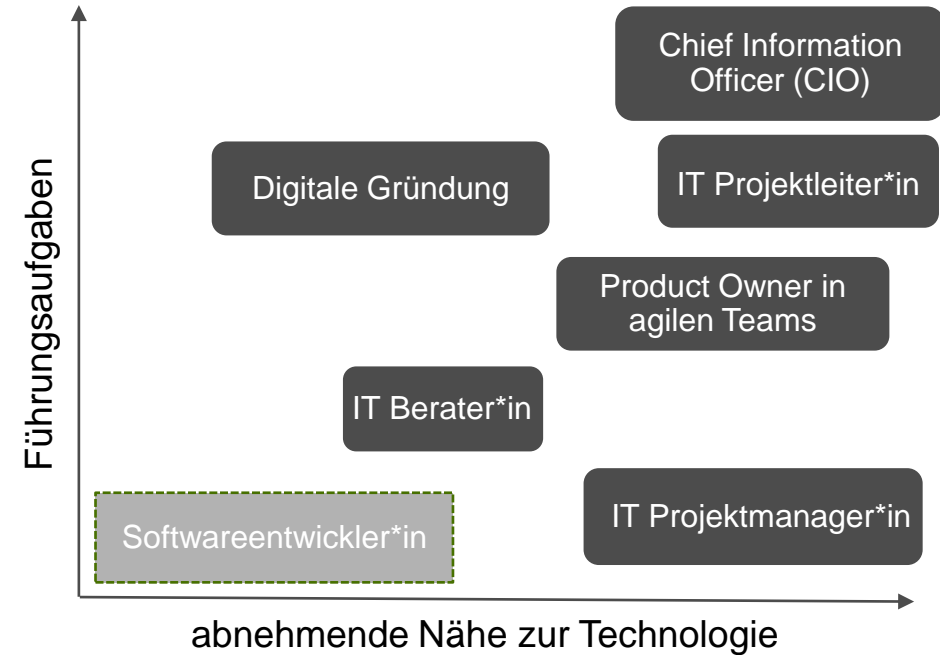 Führungsaufgaben
Chief Information
Officer (CIO)
Digitale Gründung
IT Projektleiter*in
Product Owner in
agilen Teams
IT Berater*in
Softwareentwickler*in
IT Projektmanager*in
abnehmende Nähe zur Technologie